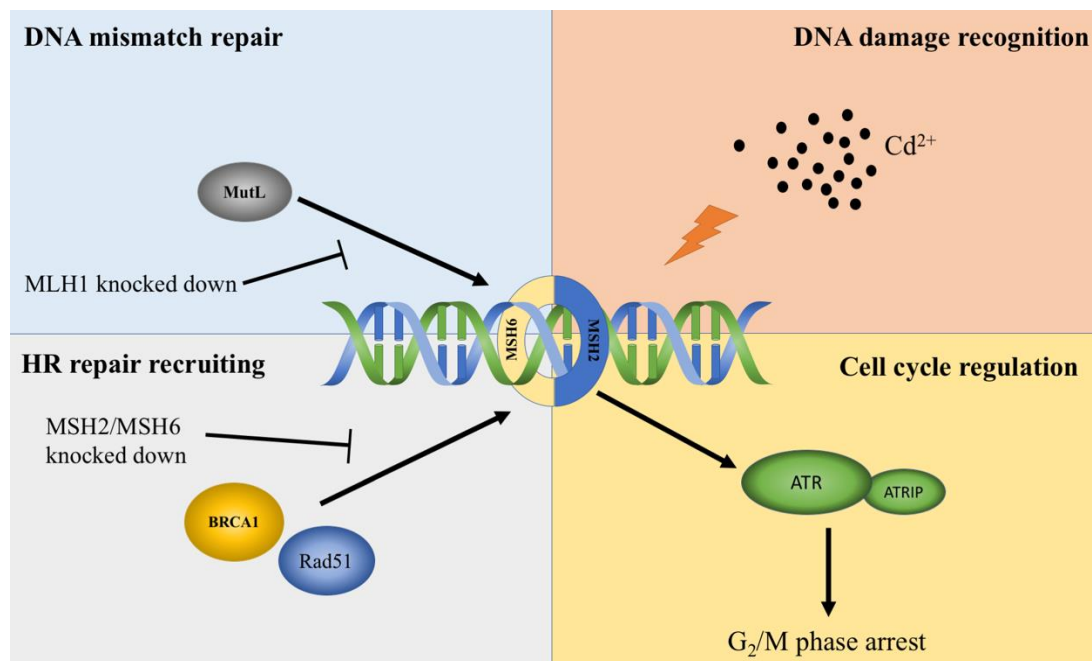 DNA mismatch repair
DNA damage recognition
Cd²⁺
MutL
MLH1 knocked down
MSH6
MSH2
HR repair recruiting
Cell cycle regulation
MSH2/MSH6
knocked down
BRCA1
Rad51
ATR
ATRIP
G₂/M phase arrest